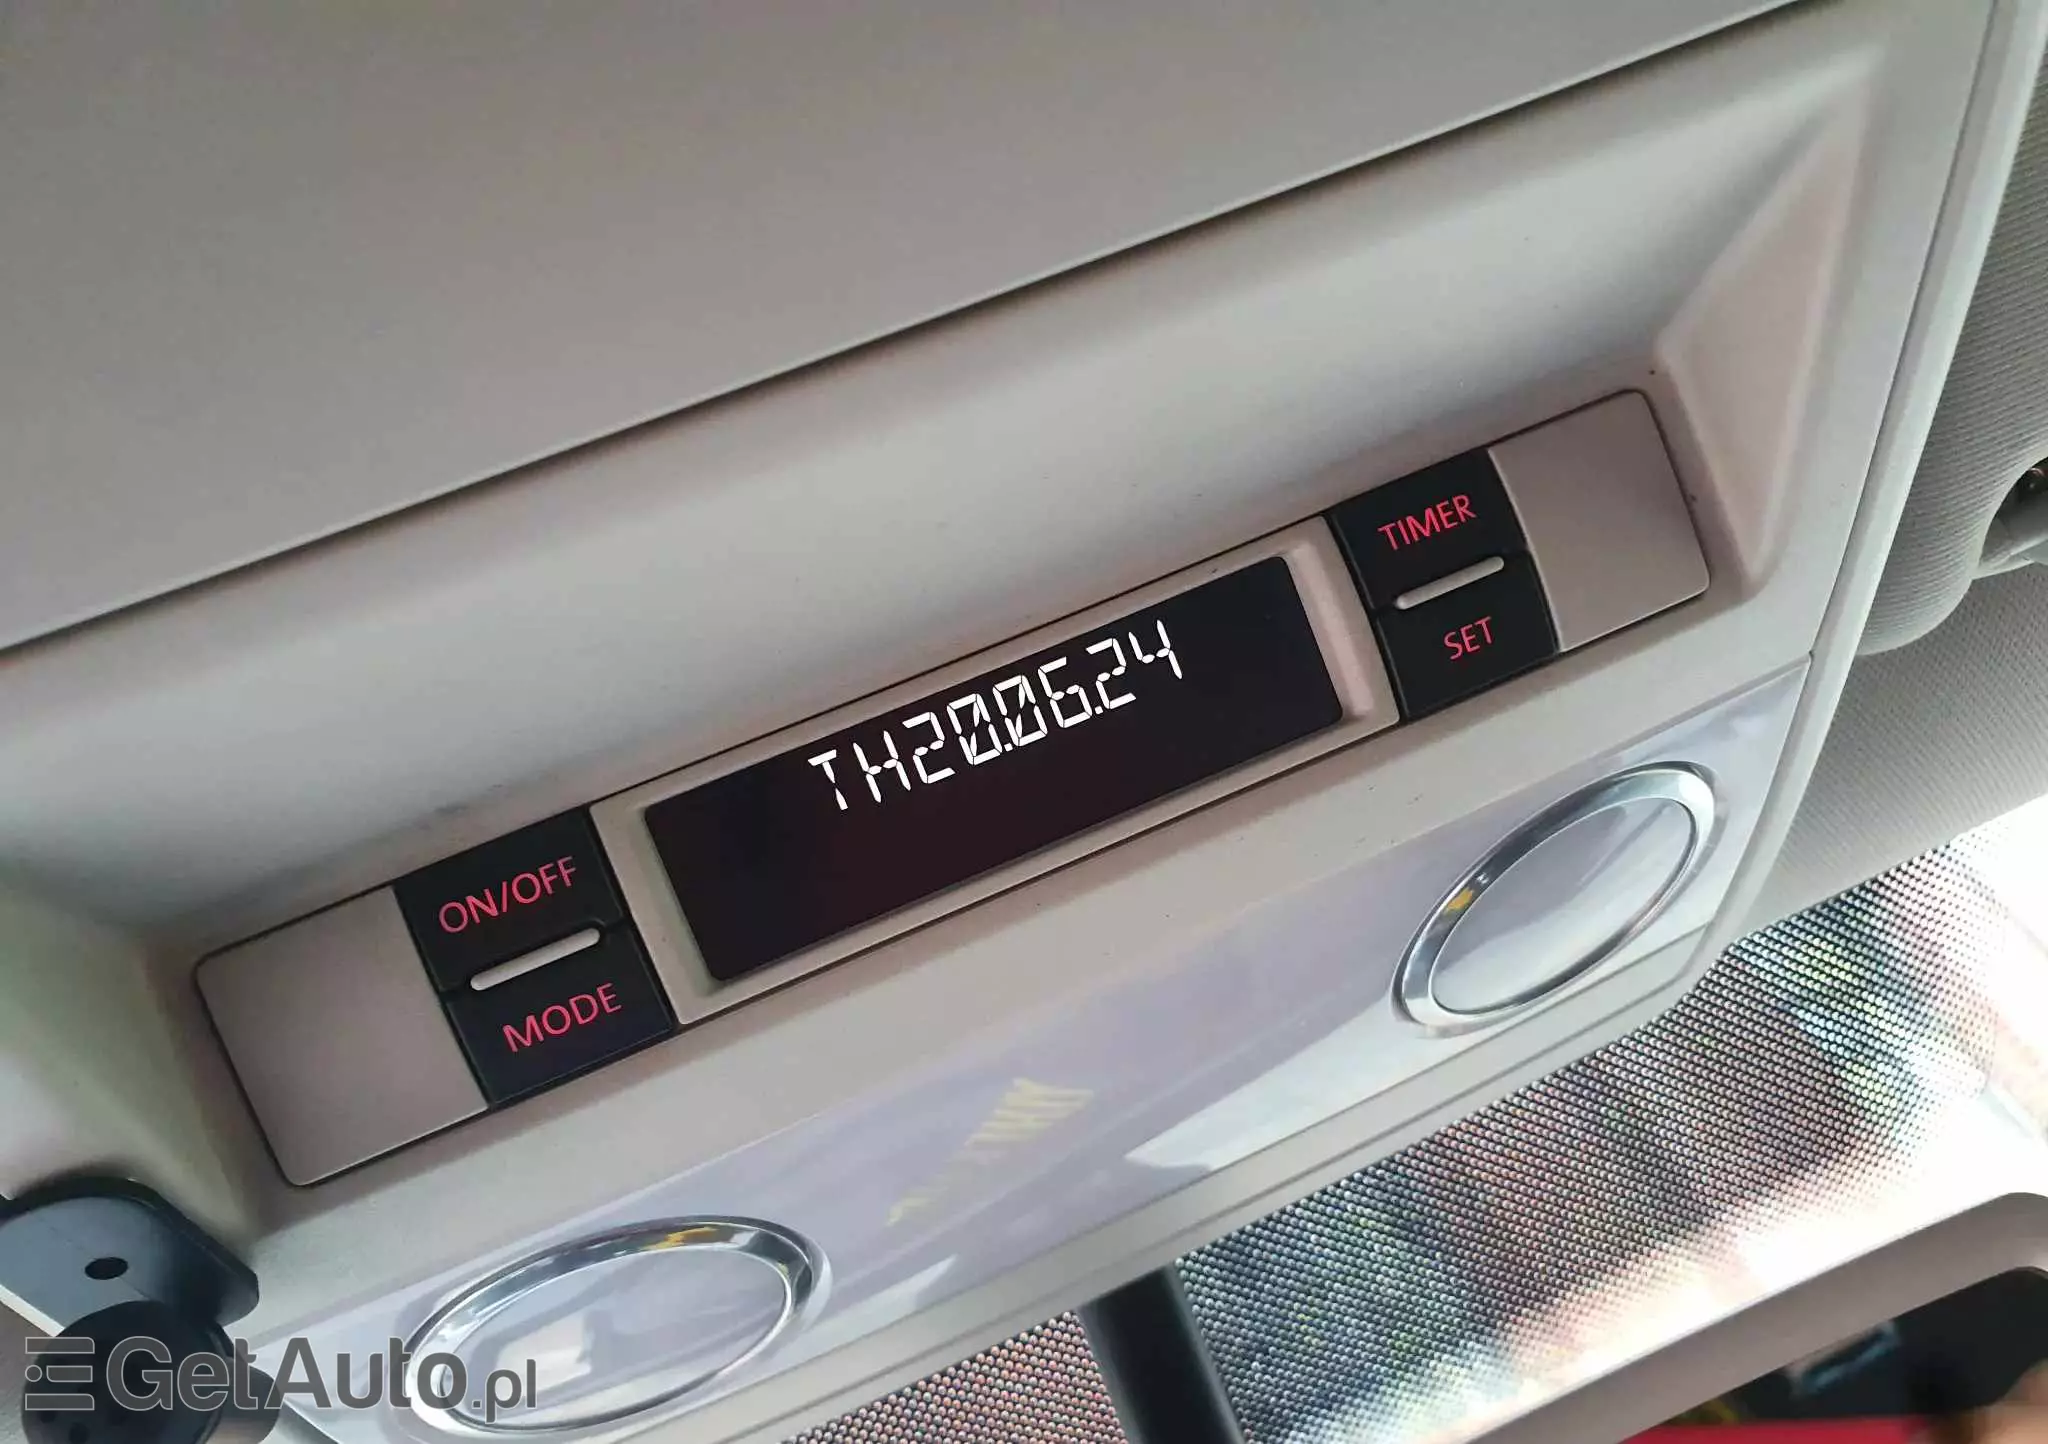 TIMER
SET
TH20.06.24
ON/OFF
MODE
GetAuto.pl